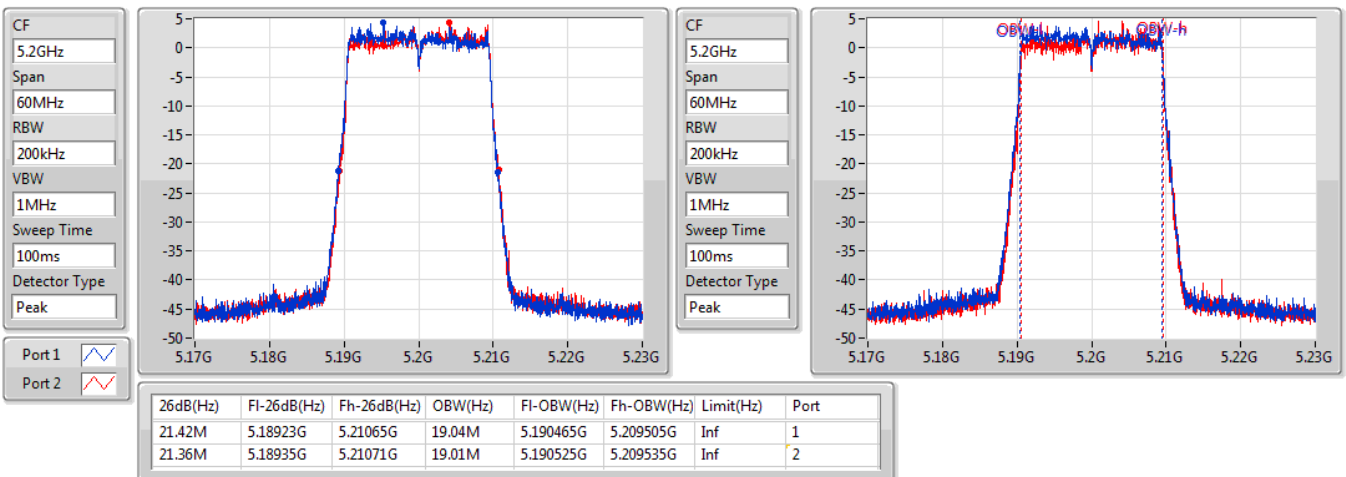 CF
5.2GHz
Span
60MHz
RBW
200kHz
VBW
1MHz
Sweep Time
100ms
Detector Type
Peak
Port 1
Port 2
5
0
-5
-10
-15
-20
-25
-30
-35
-40
-45
-50
5.17G 5.18G 5.19G 5.2G 5.21G 5.22G 5.23G
CF
5.2GHz
Span
60MHz
RBW
200kHz
VBW
1MHz
Sweep Time
100ms
Detector Type
Peak
5
0
-5
-10
-15
-20
-25
-30
-35
-40
-45
-50
OBW-h
5.17G 5.18G 5.19G 5.2G 5.21G 5.22G 5.23G
26dB(Hz) Fl-26dB(Hz) Fh-26dB(Hz) OBW(Hz) Fl-OBW(Hz) Fh-OBW(Hz) Limit(Hz) Port
21.42M 5.18923G 5.21065G 19.04M 5.190465G 5.209505G Inf 1
21.36M 5.18935G 5.21071G 19.01M 5.190525G 5.209535G Inf 2